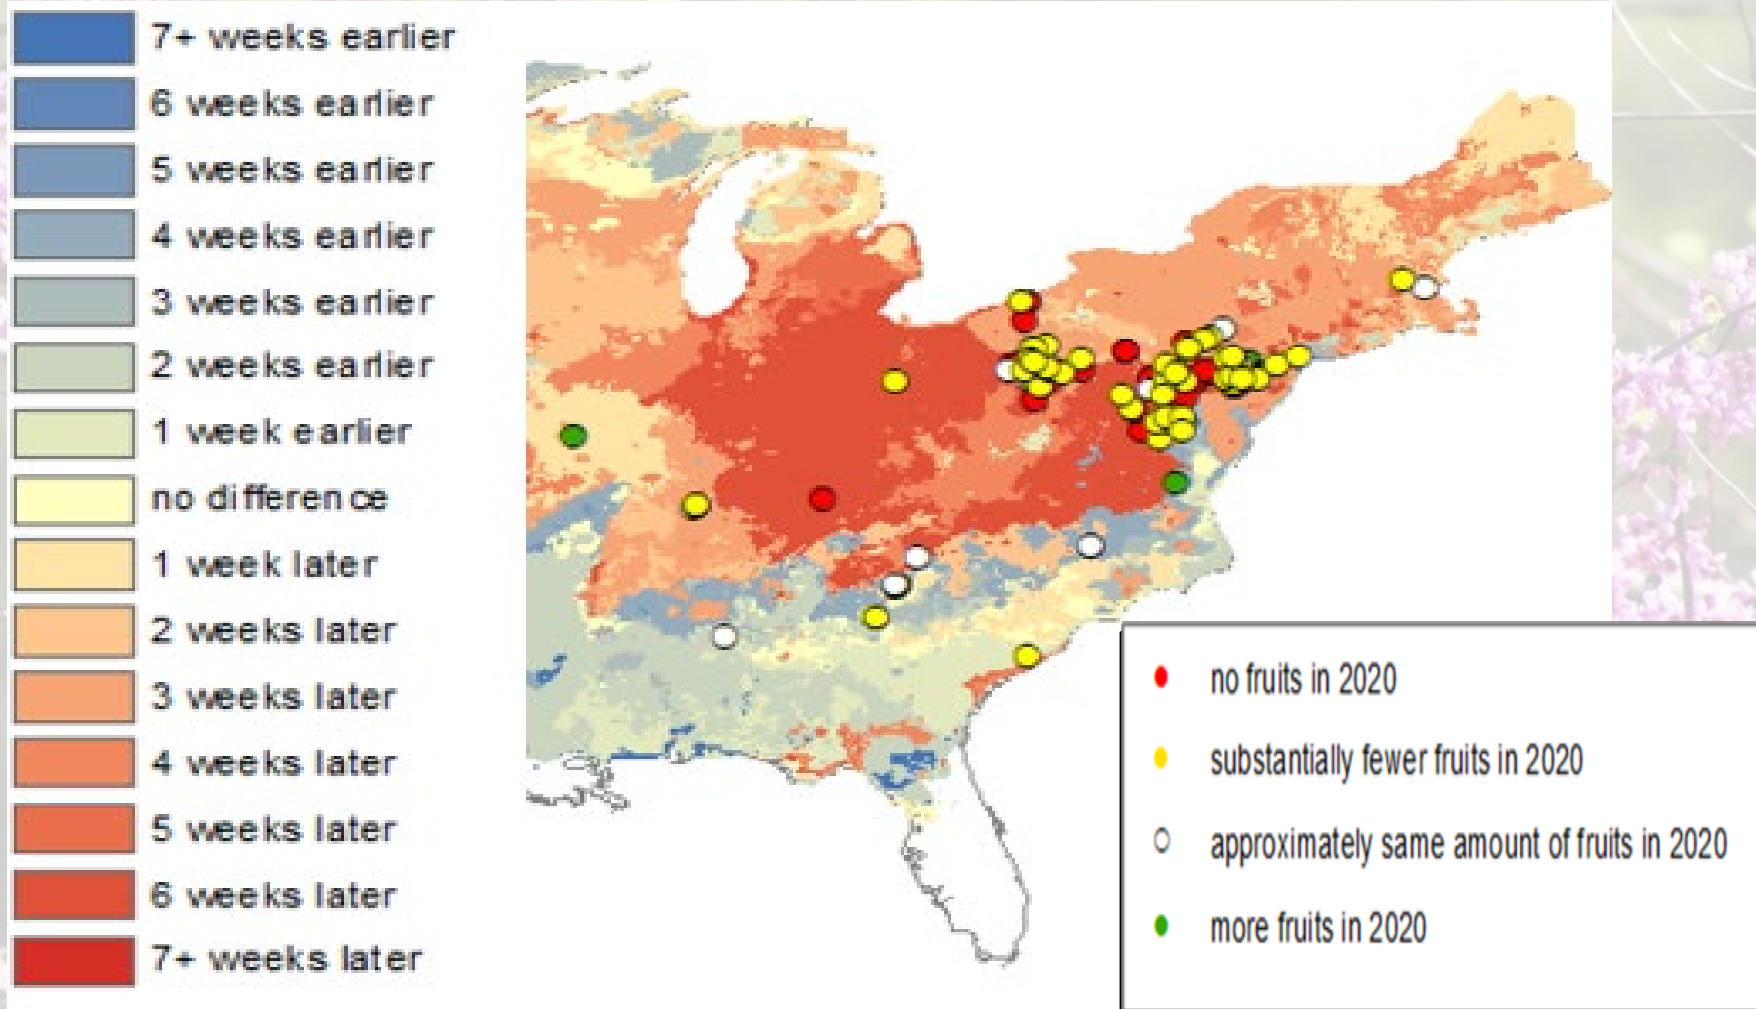 7+ weeks earlier
6 weeks earlier
5 weeks earlier
4 weeks earlier
3 weeks earlier
2 weeks earlier
1 week earlier
no difference
1 week later
2 weeks later
3 weeks later
4 weeks later
5 weeks later
6 weeks later
7+ weeks later
no fruits in 2020
substantially fewer fruits in 2020
approximately same amount of fruits in 2020
more fruits in 2020